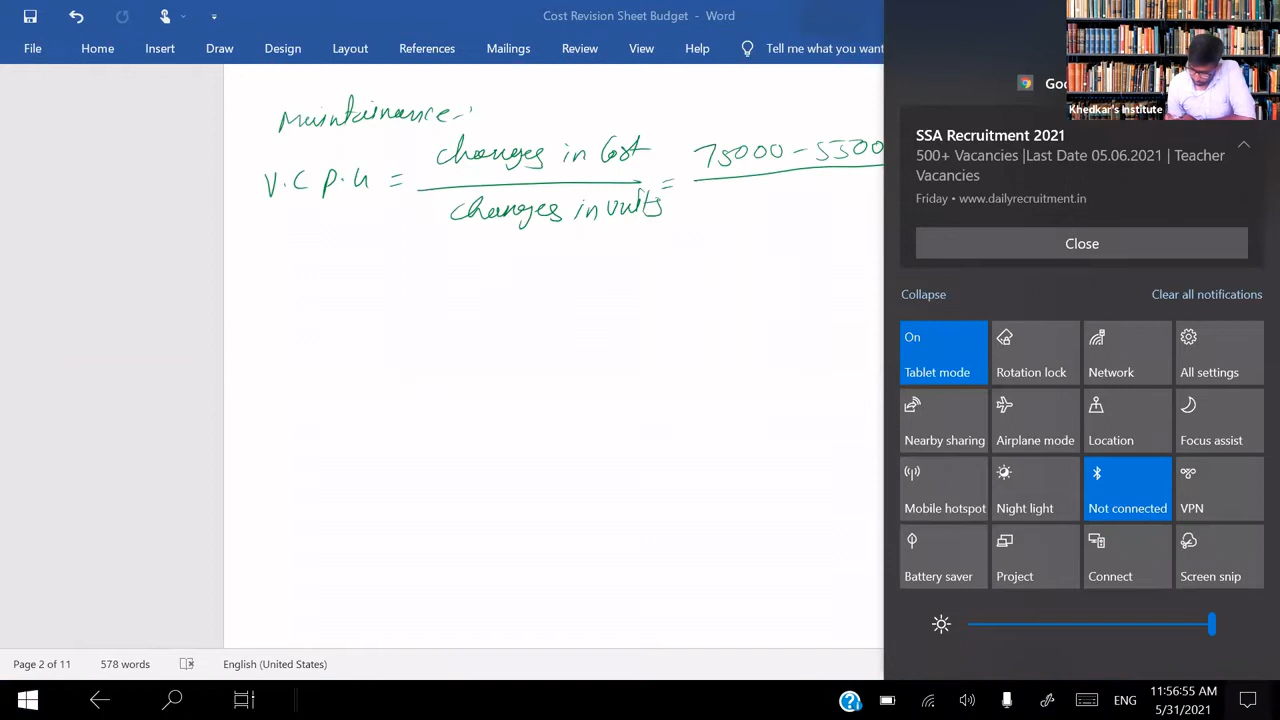 Cost Revision Sheet Budget - Word
File Home Insert Draw Design Layout References Mailings Review View Help Tell me what you want
Maintainance:
V.C p.u = changes in Cost / changes in units = 75000 - 5500
Goo
Khedkar's Institute
SSA Recruitment 2021
500+ Vacancies |Last Date 05.06.2021 | Teacher
Vacancies
Friday • www.dailyrecruitment.in
Close
Collapse Clear all notifications
On
Tablet mode Rotation lock Network All settings
Nearby sharing Airplane mode Location Focus assist
Mobile hotspot Night light Not connected VPN
Battery saver Project Connect Screen snip
Page 2 of 11 578 words English (United States)
ENG
11:56:55 AM
5/31/2021